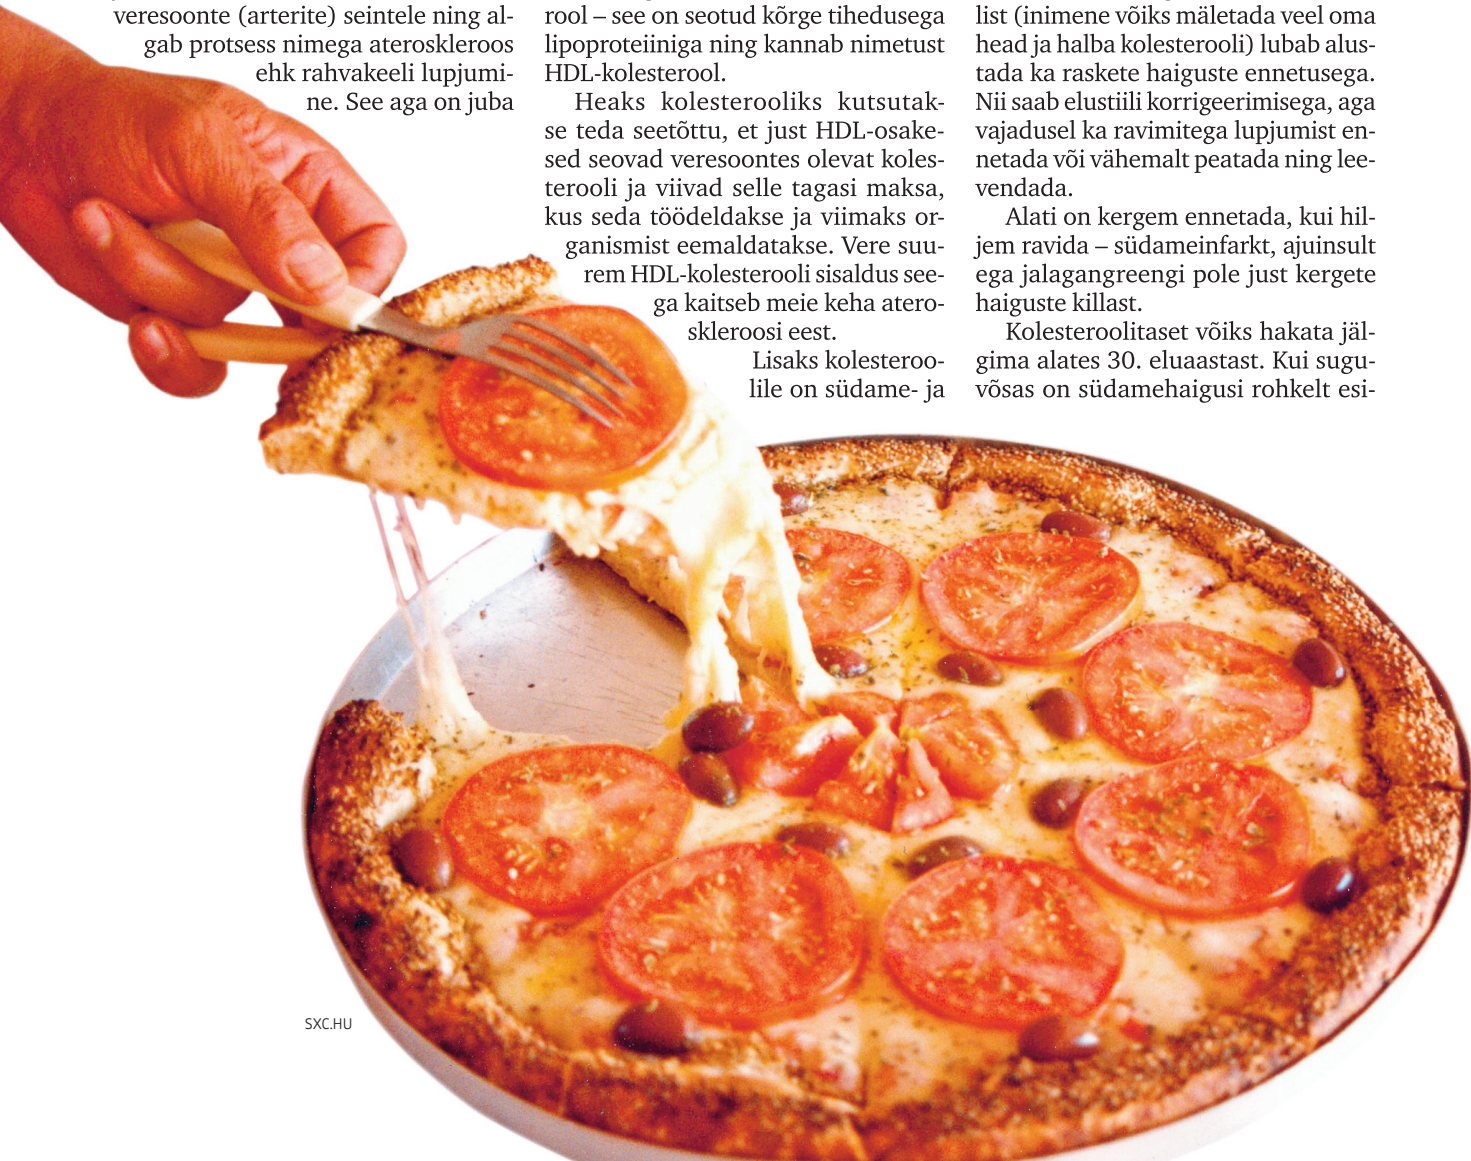 veresoonte (arterite) seintele ning al-
gab protsess nimega ateroskleroos
ehk rahvakeeli lupjumi-
ne. See aga on juba
rool – see on seotud kõrge tihedusega
lipoproteiiniga ning kannab nimetust
HDL-kolesterool.
Heaks kolesterooliks kutsutak-
se teda seetõttu, et just HDL-osake-
sed seovad veresoontes olevat koles-
terooli ja viivad selle tagasi maksa,
kus seda töödeldakse ja viimaks or-
ganismist eemaldatakse. Vere suu-
rem HDL-kolesterooli sisaldus see-
ga kaitseb meie keha atero-
skleroosi eest.
Lisaks kolesteroo-
lile on südame- ja
list (inimene võiks mäletada veel oma
head ja halba kolesterooli) lubab alus-
tada ka raskete haiguste ennetusega.
Nii saab elustiili korrigeerimisega, aga
vajadusel ka ravimitega lupjumist en-
netada või vähemalt peatada ning lee-
vendada.
Alati on kergem ennetada, kui hil-
jem ravida – südameinfarkt, ajuinsult
ega jalagangreengi pole just kergete
haiguste killast.
Kolesteroolitaset võiks hakata jäl-
gima alates 30. eluaastast. Kui sugu-
võsas on südamehaigusi rohkelt esi-
SXC.HU